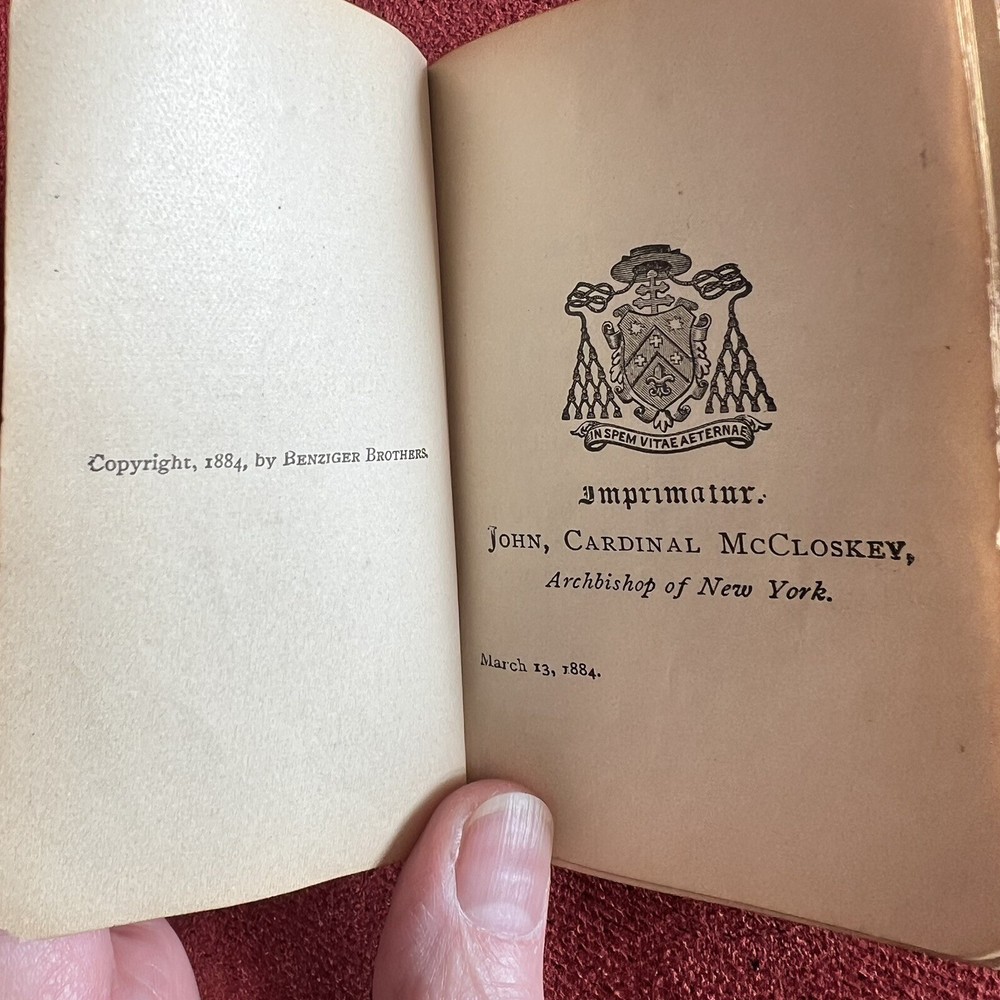 Copyright, 1884, by BENZIGER BROTHERS.
IN SPEM VITAE AETERNAE
Imprimatur.
JOHN, CARDINAL MCCLOSKEY,
Archbishop of New York.
March 13, 1884.